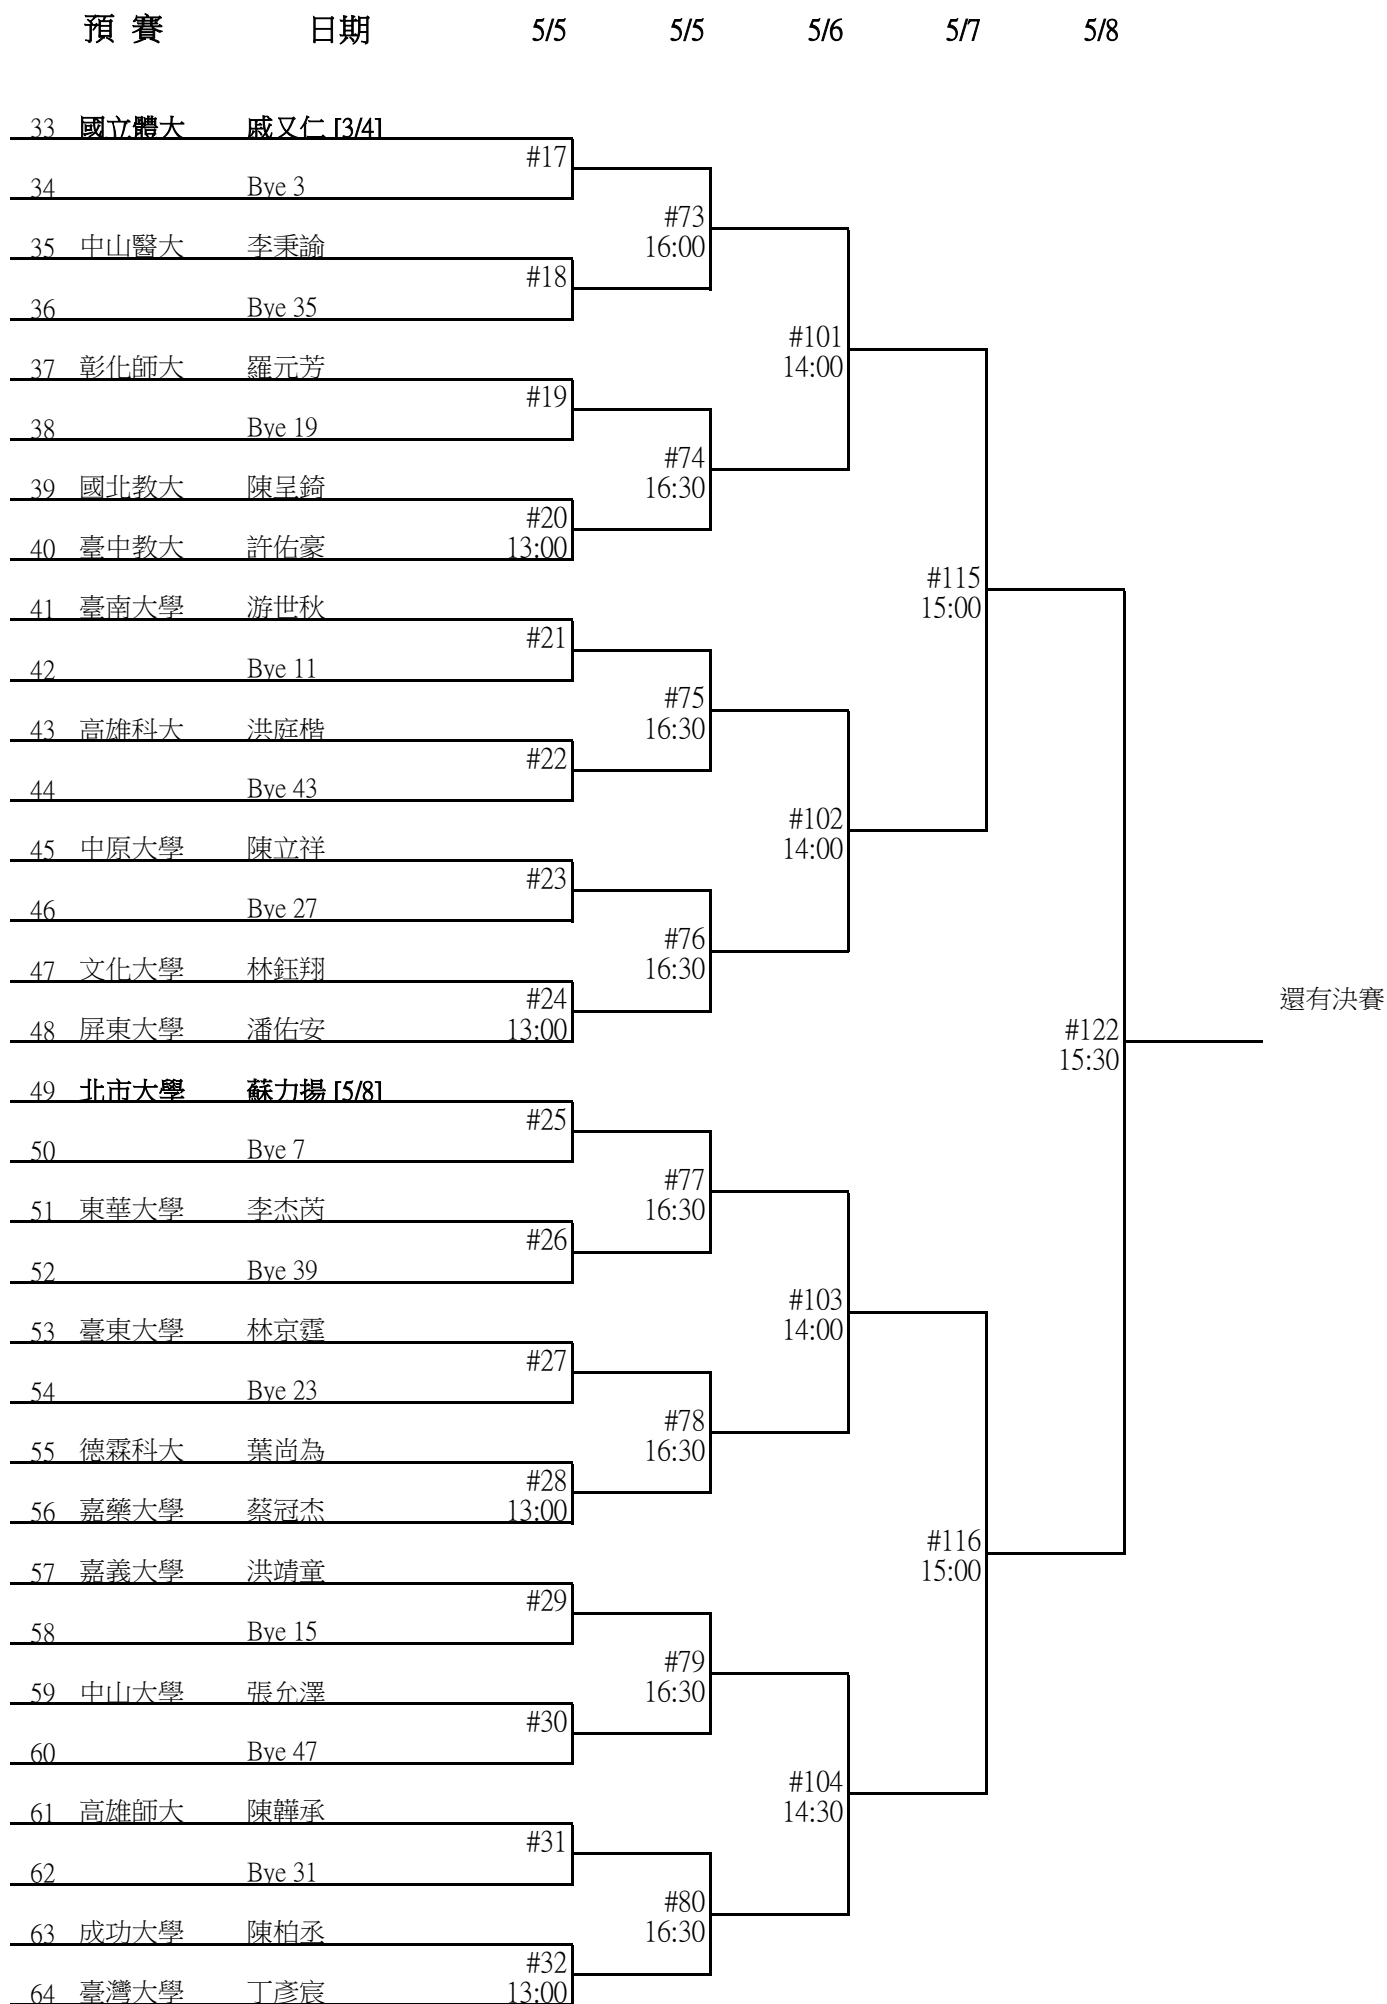 預 賽 日期 5/5 5/5 5/6 5/7 5/8
33 國立體大 戚又仁 [3/4]
#17
34 Bye 3
#73
35 中山醫大 李秉諭 16:00
#18
36 Bye 35
#101
37 彰化師大 羅元芳 14:00
#19
38 Bye 19
#74
39 國北教大 陳呈錡 16:30
#20
40 臺中教大 許佑豪 13:00
#115
41 臺南大學 游世秋 15:00
#21
42 Bye 11
#75
43 高雄科大 洪庭楷 16:30
#22
44 Bye 43
#102
45 中原大學 陳立祥 14:00
#23
46 Bye 27
#76
47 文化大學 林鈺翔 16:30
#24 還有決賽
48 屏東大學 潘佑安 13:00 #122
15:30
49 北市大學 蘇力揚 [5/8]
#25
50 Bye 7
#77
51 東華大學 李杰芮 16:30
#26
52 Bye 39
#103
53 臺東大學 林京霆 14:00
#27
54 Bye 23
#78
55 德霖科大 葉尚為 16:30
#28
56 嘉藥大學 蔡冠杰 13:00
#116
57 嘉義大學 洪靖童 15:00
#29
58 Bye 15
#79
59 中山大學 張允澤 16:30
#30
60 Bye 47
#104
61 高雄師大 陳韡承 14:30
#31
62 Bye 31
#80
63 成功大學 陳柏丞 16:30
#32
64 臺灣大學 丁彥宸 13:00